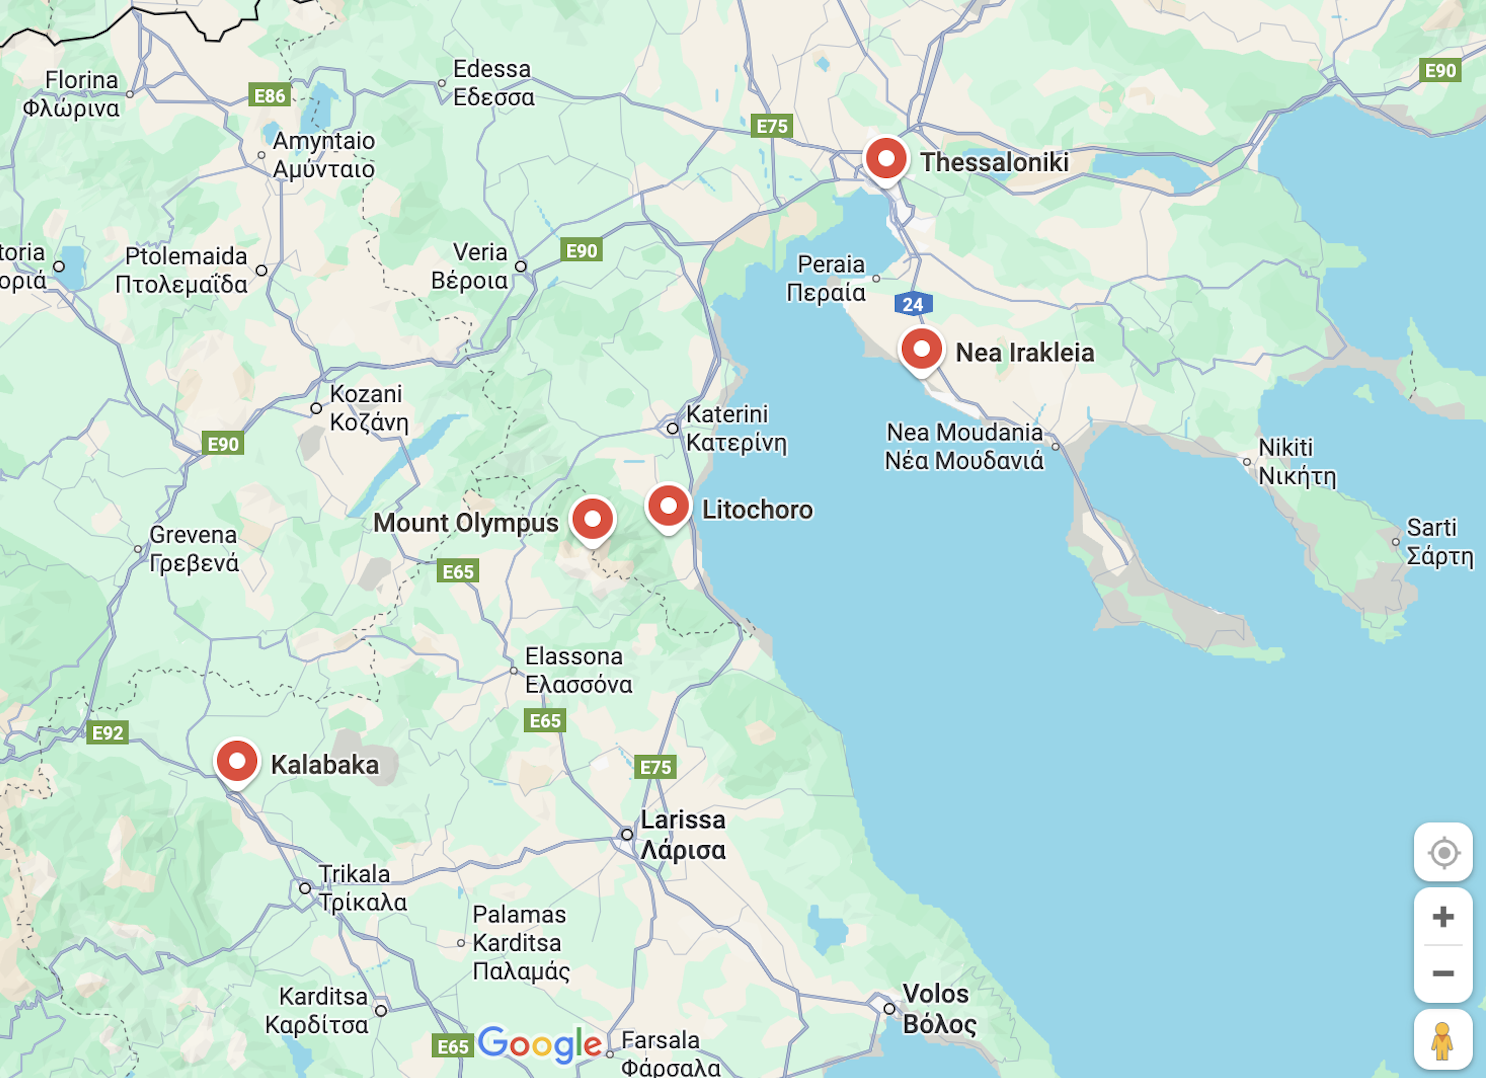 Florina
Φλώρινα
E86
Edessa
Εδεσσα
E75
E90
Amyntaio
Αμύνταιο
Thessaloniki
toria
οριά
Ptolemaida
Πτολεμαΐδα
Veria
Βέροια
E90
Peraia
Περαία
24
Nea Irakleia
Kozani
Κοζάνη
E90
Katerini
Κατερίνη
Nea Moudania
Νέα Μουδανιά
Nikiti
Νικήτη
Mount Olympus
Litochoro
Grevena
Γρεβενά
E65
Sarti
Σάρτη
Elassona
Ελασσόνα
E65
E92
Kalabaka
E75
Larissa
Λάρισα
Trikala
Τρίκαλα
Palamas
Karditsa
Παλαμάς
Karditsa
Καρδίτσα
Volos
Βόλος
E65
Google
Farsala
Φάρσαλα